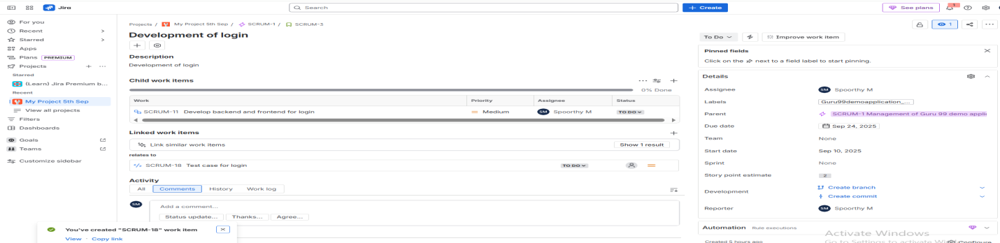 Jira
Search
+ Create
See plans
1
For you
Recent
Starred
Apps
Plans PREMIUM
Projects
Starred
(Learn) Jira Premium b...
Recent
My Project 5th Sep
View all projects
Filters
Dashboards
Goals
Teams
Customize sidebar
Projects / My Project 5th Sep / SCRUM-1 / SCRUM-3
Development of login
Description
Development of login
Child work items
0% Done
Work Priority Assignee Status
SCRUM-11 Develop backend and frontend for login Medium SM Spoorthy M TO DO
Linked work items
Link similar work items Show 1 result
relates to
SCRUM-18 Test case for login TO DO
Activity
All Comments History Work log
SM Add a comment...
Status update... Thanks... Agree...
You've created "SCRUM-18" work item
View · Copy link
1
To Do Improve work item
Pinned fields
Click on the next to a field label to start pinning.
Details
Assignee SM Spoorthy M
Labels Guru99demoapplication_...
Parent SCRUM-1 Management of Guru 99 demo applic
Due date Sep 24, 2025
Team None
Start date Sep 10, 2025
Sprint None
Story point estimate 2
Development Create branch
Create commit
Reporter SM Spoorthy M
Automation Rule executions
Activate Windows
Created 5 hours ago
Go to Settings to activate Wi
Configure